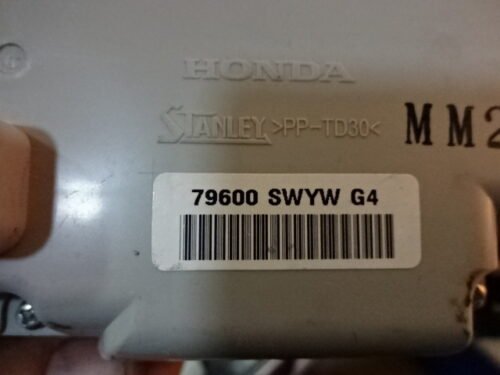 HONDA
STANLEY >PP-TD30< MM2
79600 SWYW G4